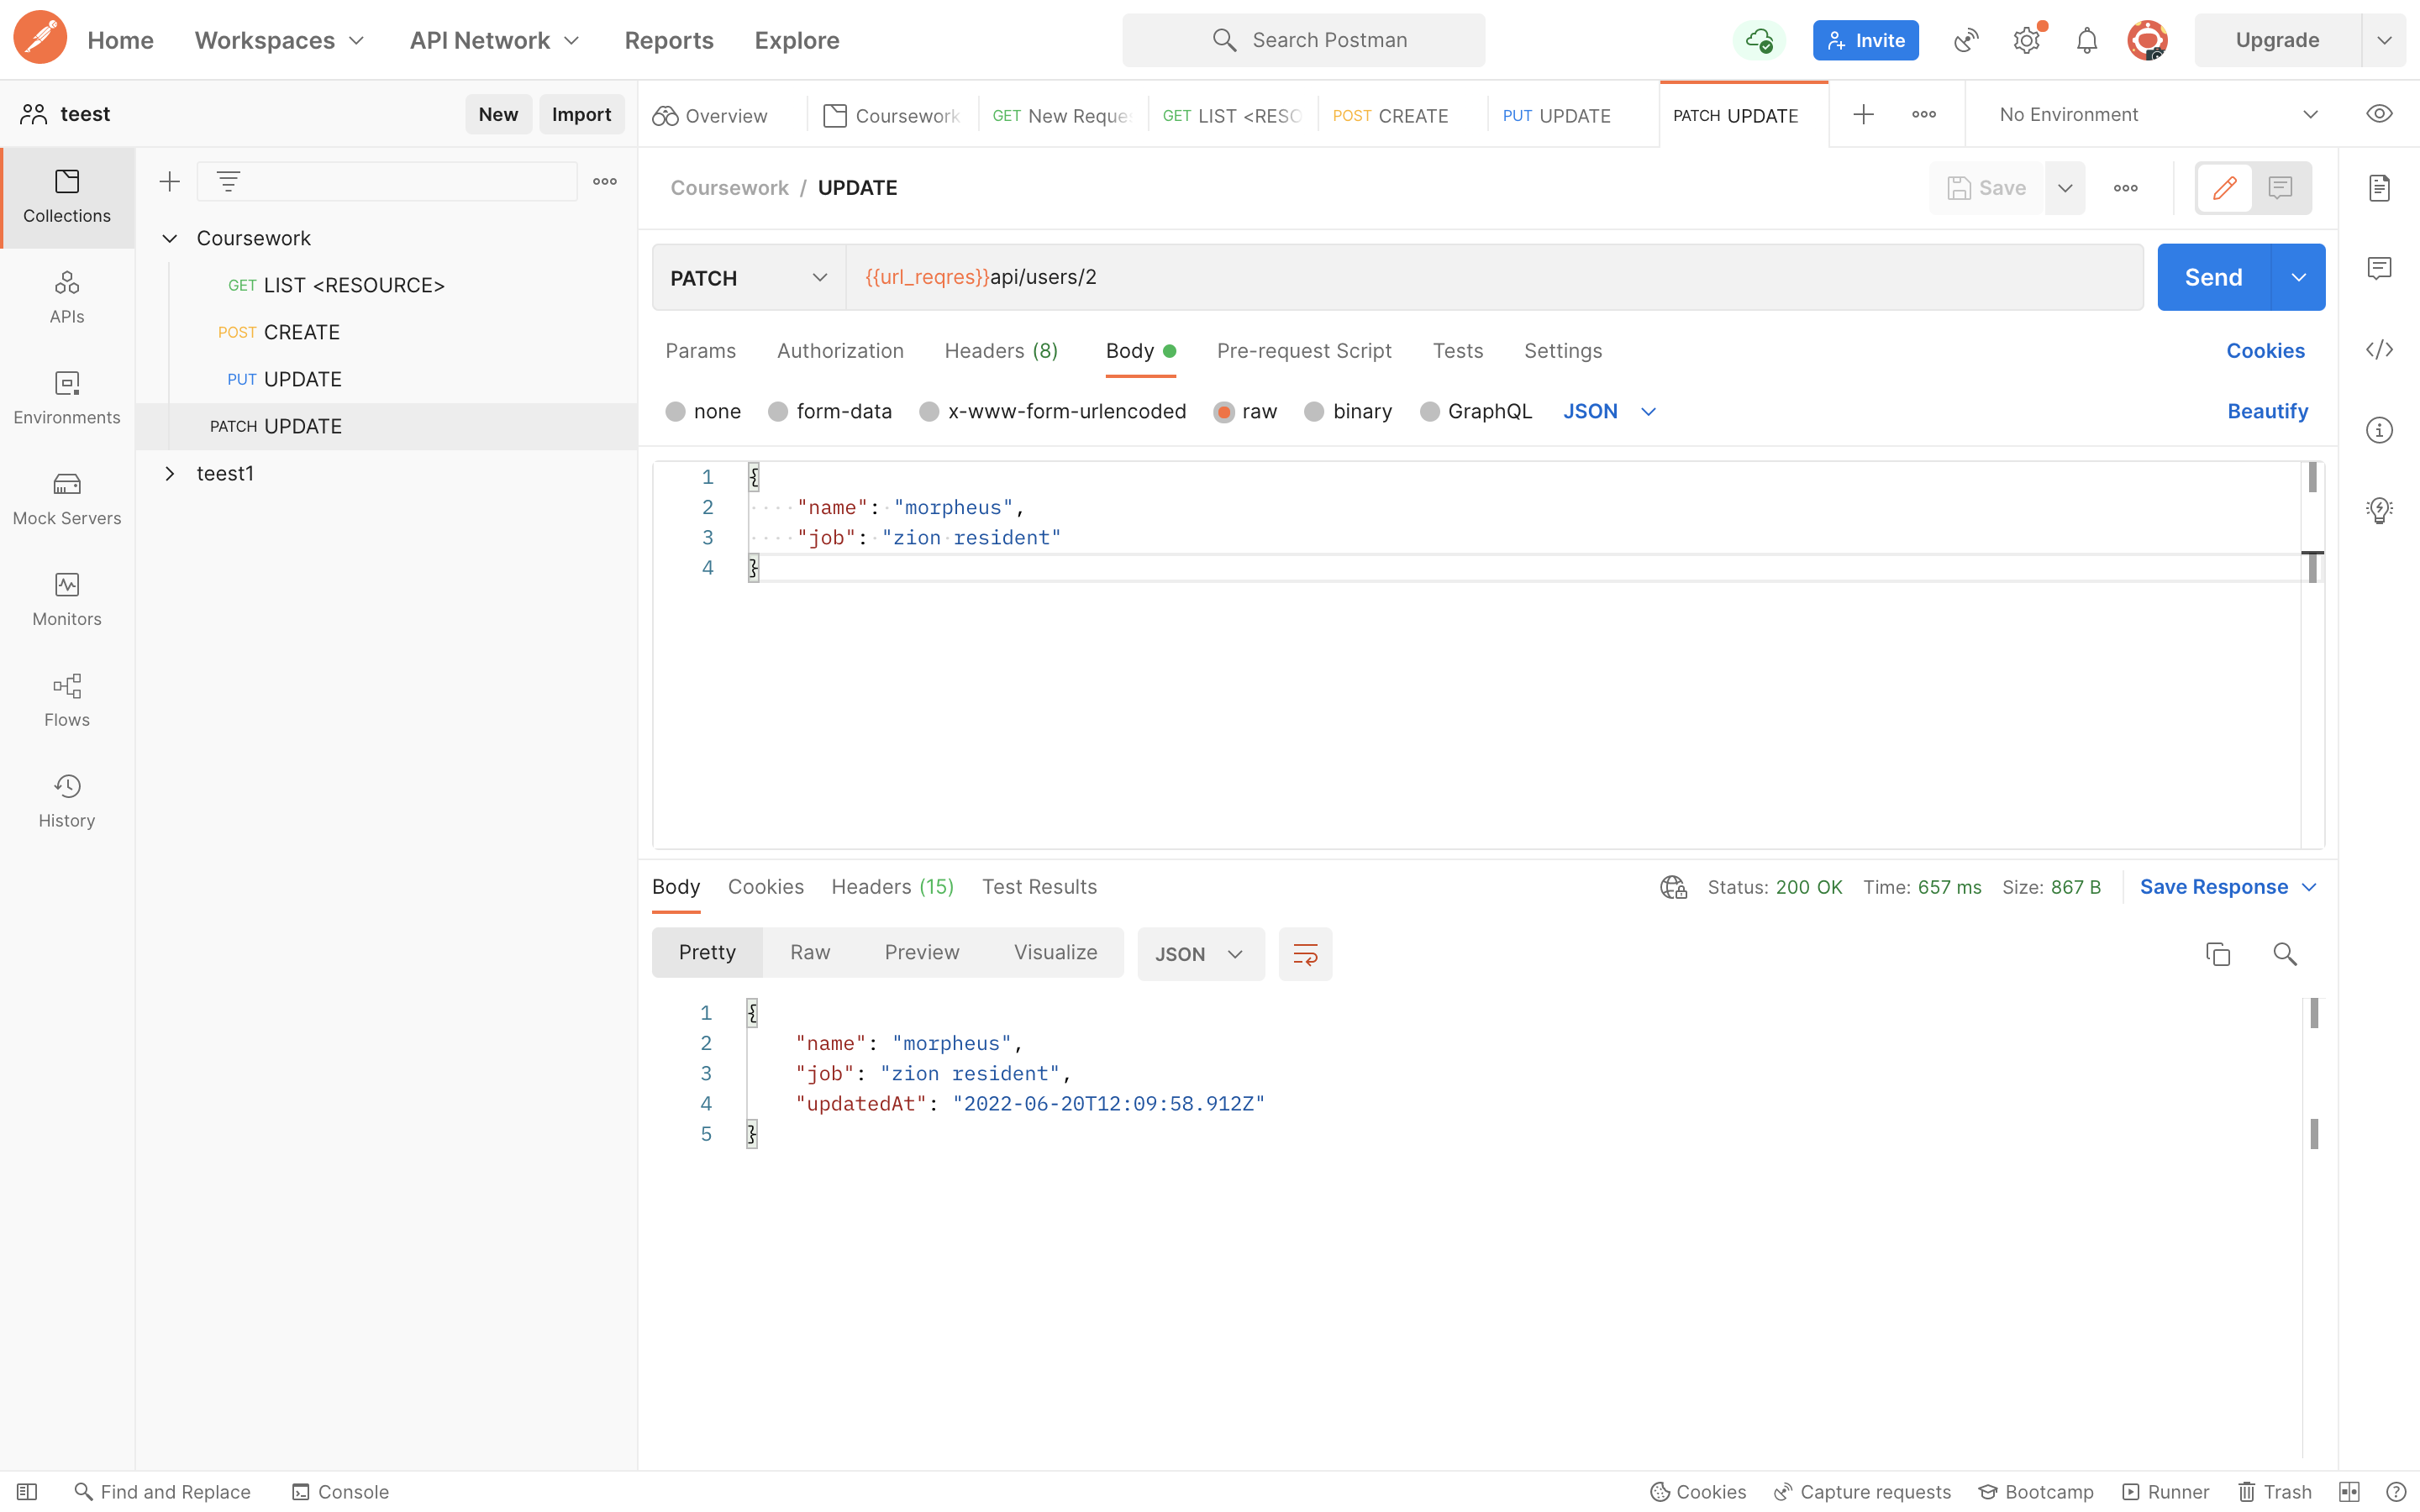 Home Workspaces API Network Reports Explore Search Postman Invite Upgrade
teest New Import Overview Coursework GET New Reque GET LIST <RESO POST CREATE PUT UPDATE PATCH UPDATE No Environment
Collections
APIs
Environments
Mock Servers
Monitors
Flows
History
Coursework
GET LIST <RESOURCE>
POST CREATE
PUT UPDATE
PATCH UPDATE
teest1
Coursework / UPDATE Save
PATCH {{url_reqres}}api/users/2 Send
Params Authorization Headers (8) Body Pre-request Script Tests Settings Cookies
none form-data x-www-form-urlencoded raw binary GraphQL JSON Beautify
1 {
2 "name": "morpheus",
3 "job": "zion resident"
4 }
Body Cookies Headers (15) Test Results Status: 200 OK Time: 657 ms Size: 867 B Save Response
Pretty Raw Preview Visualize JSON
1 {
2 "name": "morpheus",
3 "job": "zion resident",
4 "updatedAt": "2022-06-20T12:09:58.912Z"
5 }
Find and Replace Console Cookies Capture requests Bootcamp Runner Trash